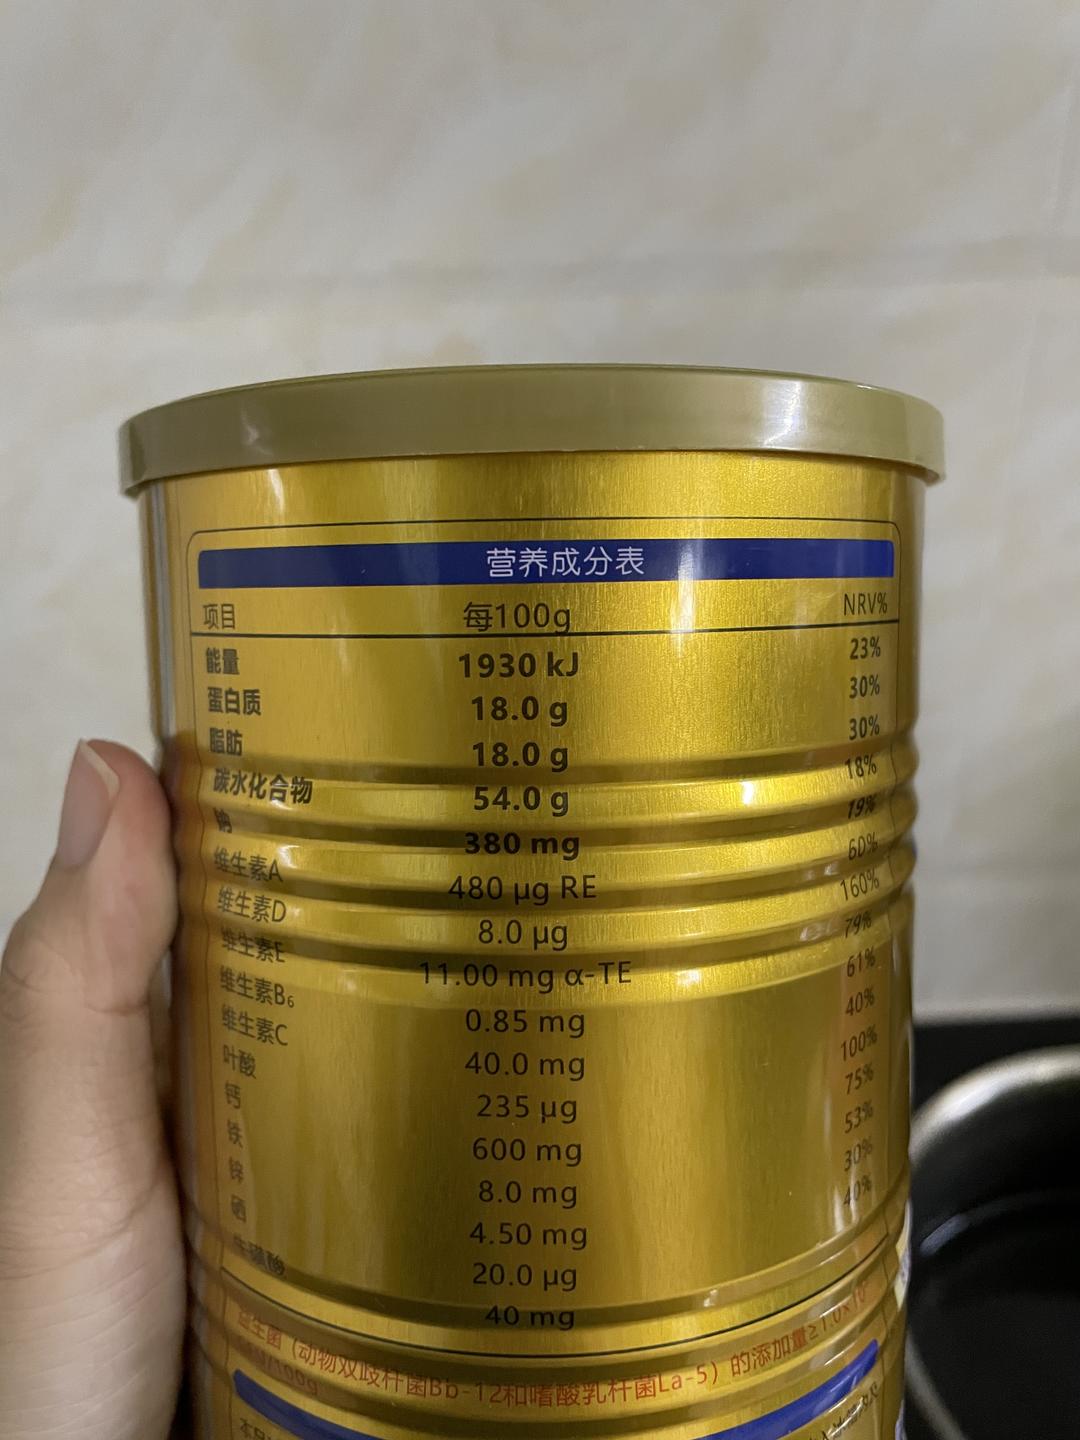 营养成分表
项目 每100g NRV%
能量 1930 kJ 23%
蛋白质 18.0 g 30%
脂肪 18.0 g 30%
碳水化合物 54.0 g 18%
钠 380 mg 19%
维生素A 480 μg RE 60%
维生素D 8.0 μg 160%
维生素E 11.00 mg α-TE 79%
维生素B₆ 0.85 mg 61%
维生素C 40.0 mg 40%
叶酸 235 μg 100%
钙 600 mg 75%
铁 8.0 mg 53%
锌 4.50 mg 30%
硒 20.0 μg 40%
牛磺酸 40 mg
益生菌（动物双歧杆菌Bb-12和嗜酸乳杆菌La-5）的添加量≥1.0×10
/100g